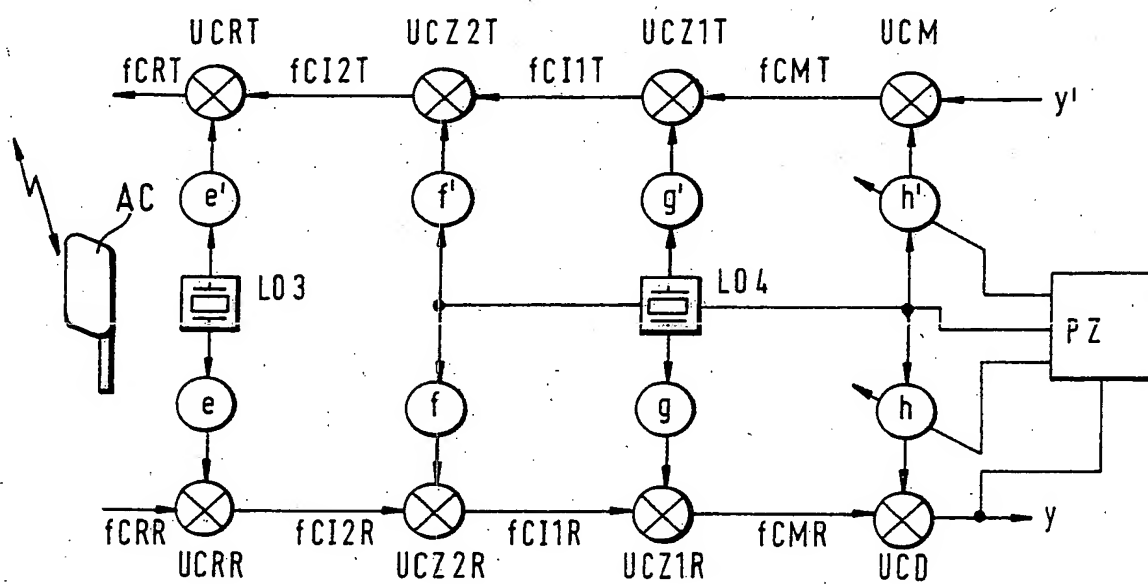 UCRT UCZ2T UCZ1T UCM
fCRT fCI2T fCI1T fCMT y'
e' f' g' h'
AC
LO3 LO4 PZ
e f g h
fCRR fCI2R fCI1R fCMR y
UCRR UCZ2R UCZ1R UCD